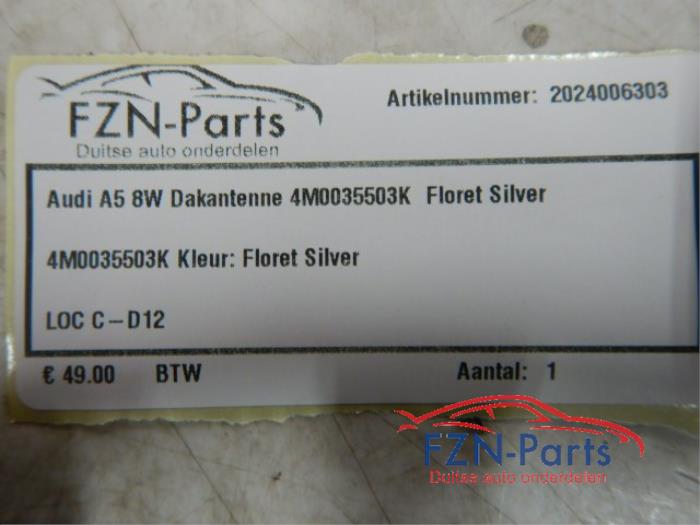 FZN-Parts
Duitse auto onderdelen
Artikelnummer: 2024006303
Audi A5 8W Dakantenne 4M0035503K Floret Silver
4M0035503K Kleur: Floret Silver
LOC C-D12
€ 49.00 BTW Aantal: 1
FZN-Parts
Duitse auto onderdelen